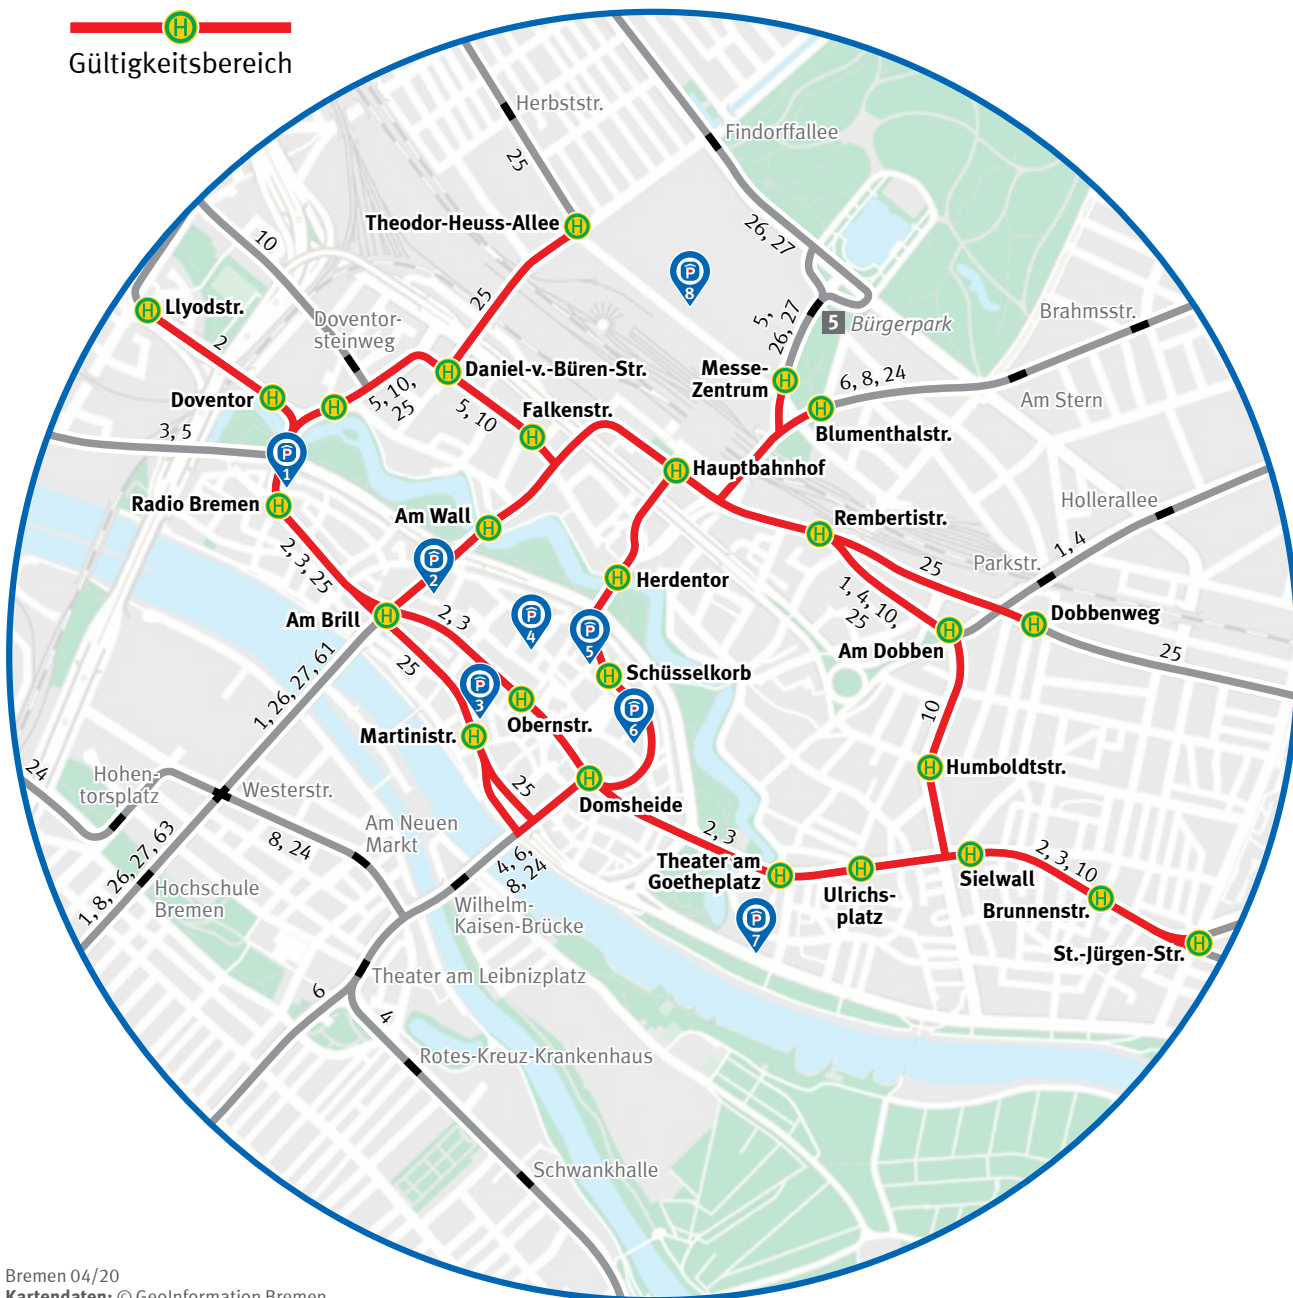 H
Gültigkeitsbereich
Herbststr.
Findorffallee
25
Theodor-Heuss-Allee H
26, 27
10
P
8
H Llyodstr.
25
5,
26, 27
Brahmsstr.
Doventor-
steinweg
5 Bürgerpark
2
Messe-
Zentrum H
H Daniel-v.-Büren-Str.
6, 8, 24
Doventor H
H
5, 10,
25
5, 10
Falkenstr.
H
H
Blumenthalstr.
Am Stern
3, 5
P
1
H Hauptbahnhof
Hollerallee
Radio Bremen H
Am Wall H
Rembertistr.
H
1, 4
2, 3, 25
P
2
Parkstr.
25
H Herdentor
1, 4, 10,
25
Am Brill H
2, 3
P
4
P
5
Dobbenweg
H
Am Dobben H
25
1, 26, 27, 61
25
P
3
H Schüsselkorb
H
Obernstr.
P
6
10
Martinistr. H
24
Hohen-
torsplatz
Westerstr.
25
H
Domsheide
H Humboldtstr.
8, 24
Am Neuen
Markt
2, 3
1, 8, 26, 27, 63
4, 6,
8, 24
Theater am
Goetheplatz H
H
Ulrichs-
platz
H
Sielwall
2, 3, 10
Hochschule
Bremen
Wilhelm-
Kaisen-Brücke
P
7
Brunnenstr. H
St.-Jürgen-Str. H
Theater am Leibnizplatz
6
4
Rotes-Kreuz-Krankenhaus
Schwankhalle
Bremen 04/20
Kartendaten: © GeoInformation Bremen